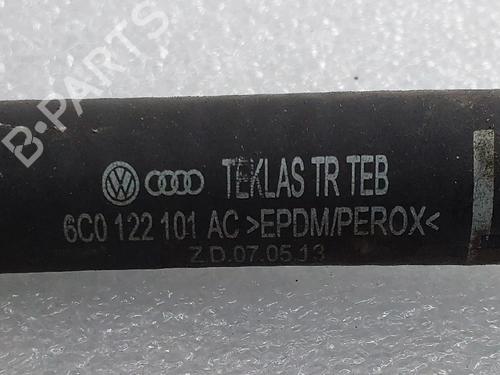 B-PARTS
TEKLAS TR TEB
6C0 122 101 AC >EPDM/PEROX<
Z.D.07.05.13